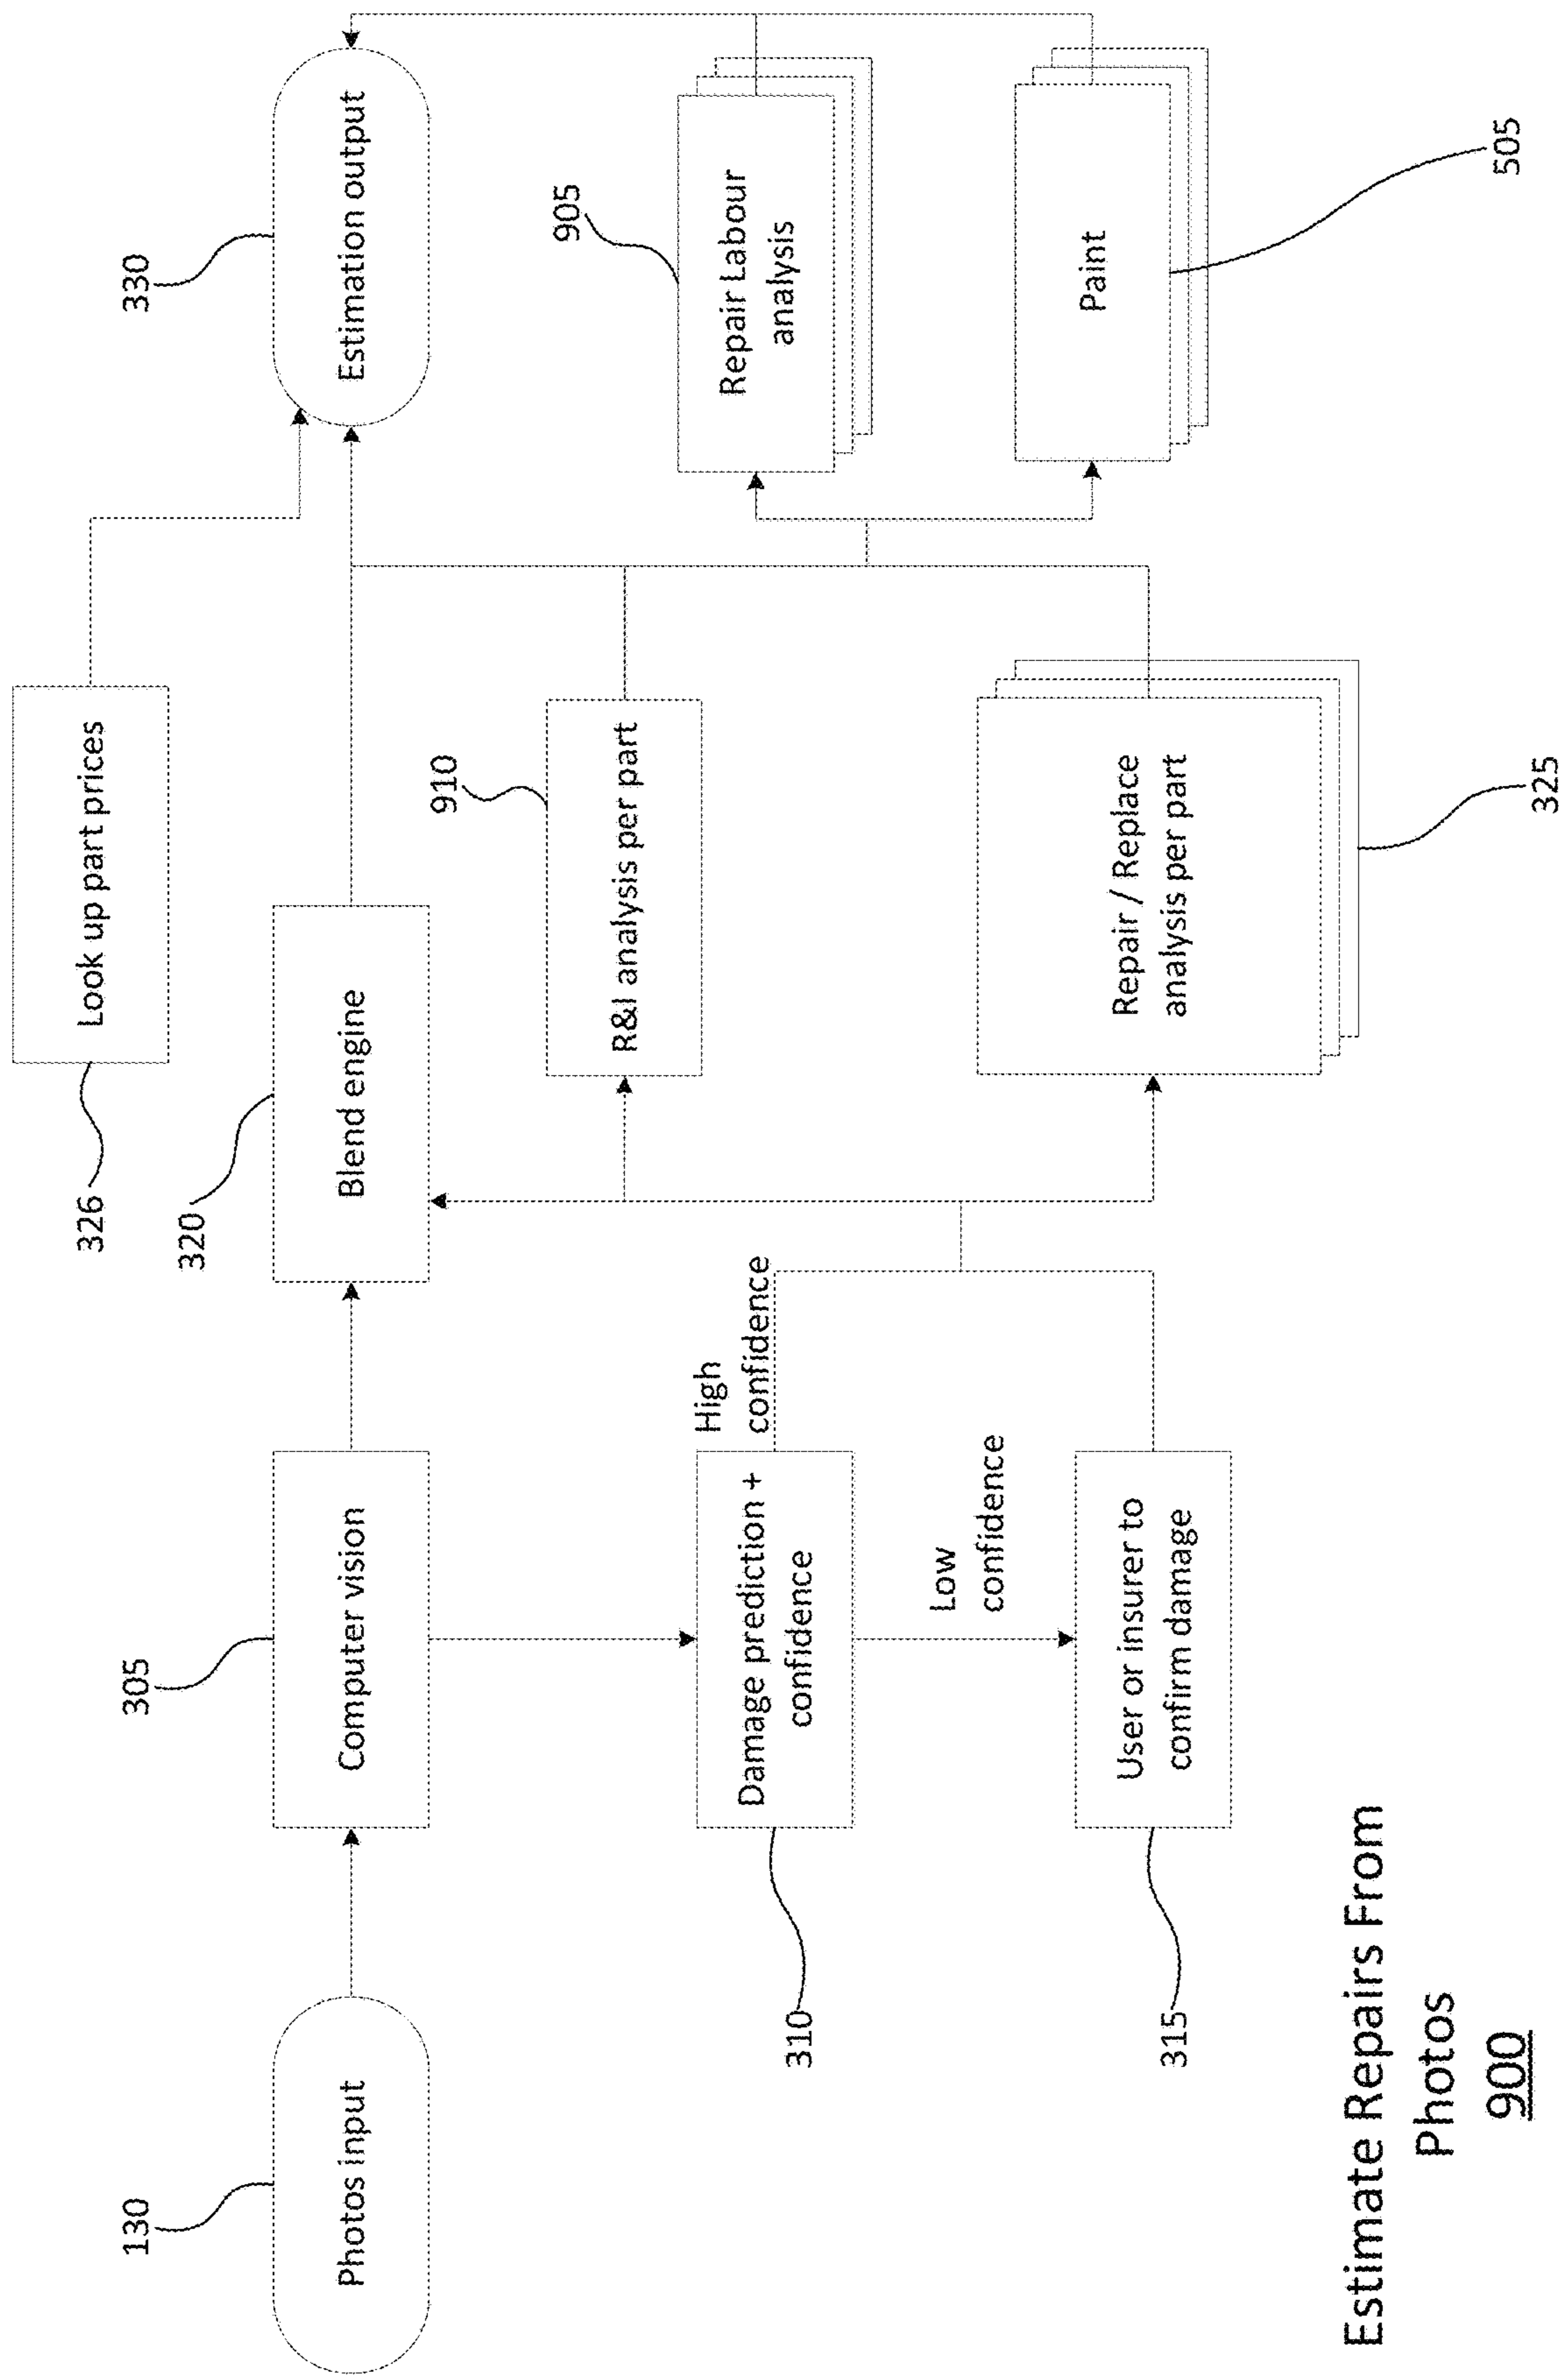 326
Look up part prices
130
Photos input
305
Computer vision
320
Blend engine
330
Estimation output
910
R&I analysis per part
905
Repair Labour
analysis
310
Damage prediction +
confidence
High
confidence
Low
confidence
315
User or insurer to
confirm damage
Repair / Replace
analysis per part
325
Paint
505
Estimate Repairs From
Photos
900